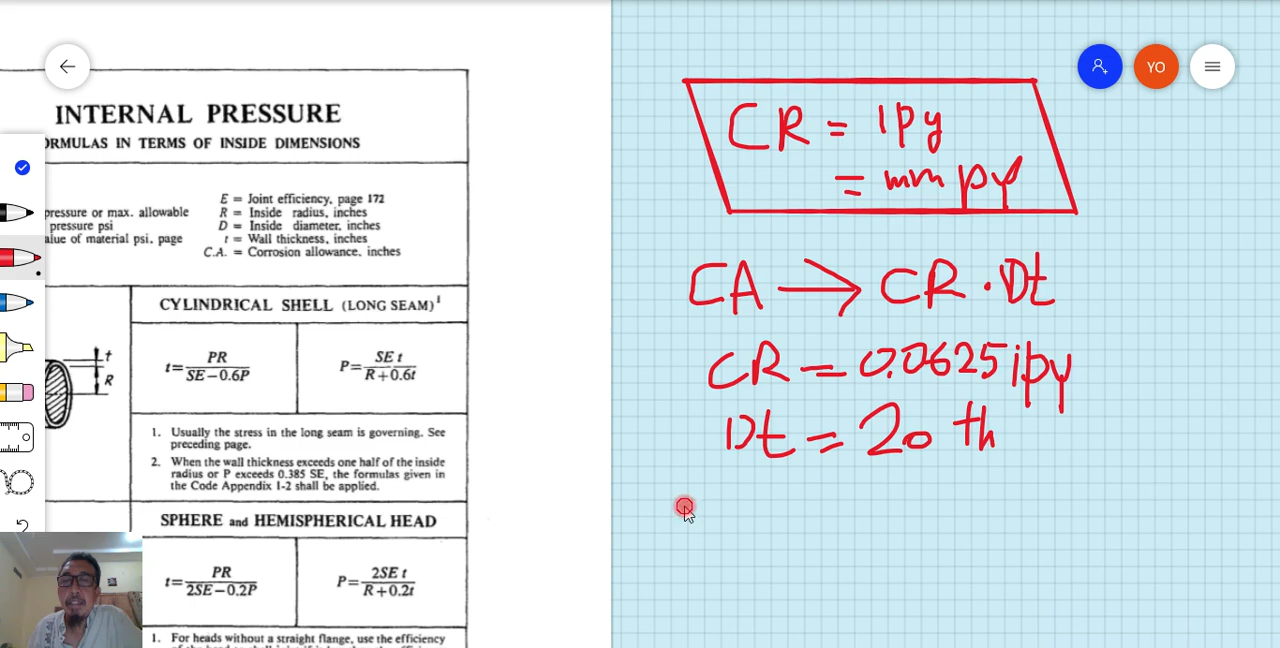 INTERNAL PRESSURE
ORMULAS IN TERMS OF INSIDE DIMENSIONS
pressure or max. allowable
pressure psi
alue of material psi, page
E = Joint efficiency, page 172
R = Inside radius, inches
D = Inside diameter, inches
t = Wall thickness, inches
C.A. = Corrosion allowance, inches
t
R
CYLINDRICAL SHELL (LONG SEAM)¹
t= PR / SE−0.6P
P= SE t / R+0.6t
1. Usually the stress in the long seam is governing. See
preceding page.
2. When the wall thickness exceeds one half of the inside
radius or P exceeds 0.385 SE, the formulas given in
the Code Appendix 1-2 shall be applied.
SPHERE and HEMISPHERICAL HEAD
t= PR / 2SE−0.2P
P= 2SE t / R+0.2t
1. For heads without a straight flange, use the efficiency
YO
CR = ipy
= mm py
CA → CR · Dt
CR = 0.0625 ipy
Dt = 20 th